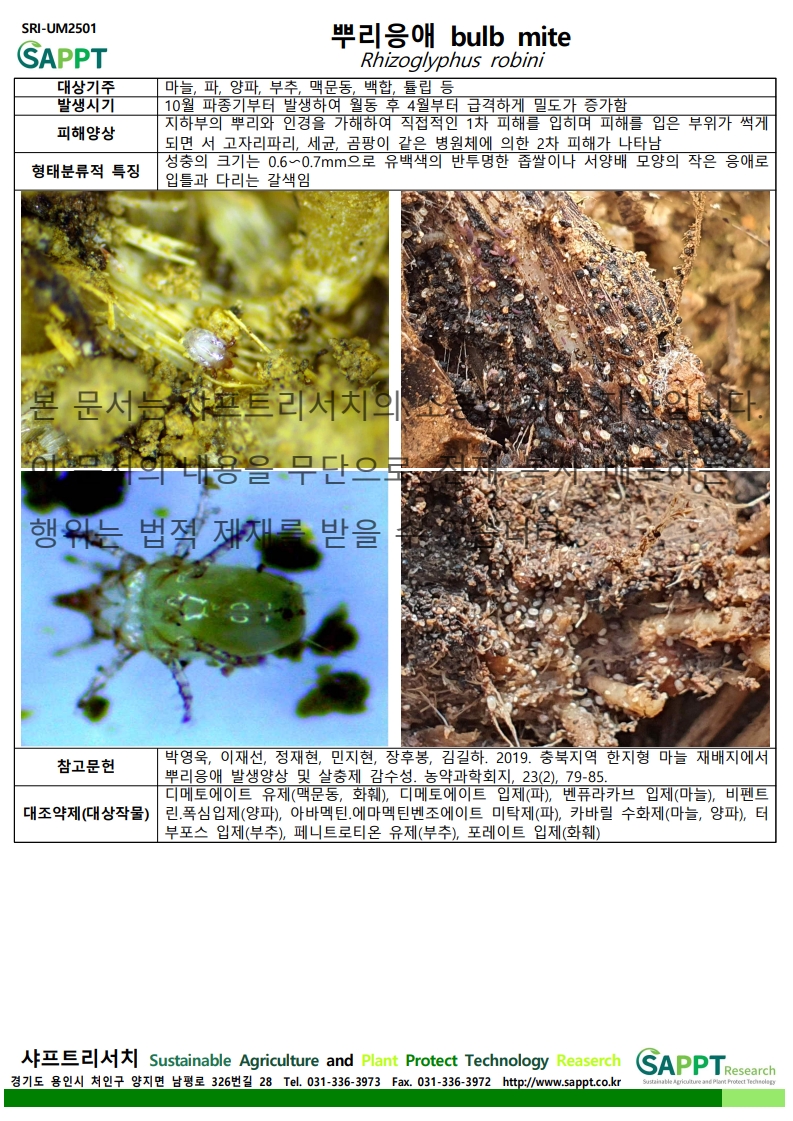 SRI-UM2501
SAPPT
뿌리응애 bulb mite
Rhizoglyphus robini
대상기주 마늘, 파, 양파, 부추, 맥문동, 백합, 튤립 등
발생시기 10월 파종기부터 발생하여 월동 후 4월부터 급격하게 밀도가 증가함
피해양상 지하부의 뿌리와 인경을 가해하여 직접적인 1차 피해를 입히며 피해를 입은 부위가 썩게
되면 서 고자리파리, 세균, 곰팡이 같은 병원체에 의한 2차 피해가 나타남
형태분류적 특징 성충의 크기는 0.6~0.7mm으로 유백색의 반투명한 좁쌀이나 서양배 모양의 작은 응애로
입틀과 다리는 갈색임
본 문서는 샤프트리서치의 소중한 지적 자산입니다.
이 문서의 내용을 무단으로 전재, 복사, 배포하는
행위는 법적 제재를 받을 수 있습니다.
참고문헌 박영욱, 이재선, 정재현, 민지현, 장후봉, 김길하. 2019. 충북지역 한지형 마늘 재배지에서
뿌리응애 발생양상 및 살충제 감수성. 농약과학회지, 23(2), 79-85.
대조약제(대상작물) 디메토에이트 유제(맥문동, 화훼), 디메토에이트 입제(파), 벤퓨라카브 입제(마늘), 비펜트
린.폭심입제(양파), 아바멕틴.에마멕틴벤조에이트 미탁제(파), 카바릴 수화제(마늘, 양파), 터
부포스 입제(부추), 페니트로티온 유제(부추), 포레이트 입제(화훼)
샤프트리서치 Sustainable Agriculture and Plant Protect Technology Reaserch
경기도 용인시 처인구 양지면 남평로 326번길 28 Tel. 031-336-3973 Fax. 031-336-3972 http://www.sappt.co.kr
SAPPT Research
Sustainable Agriculture and Plant Protect Technology